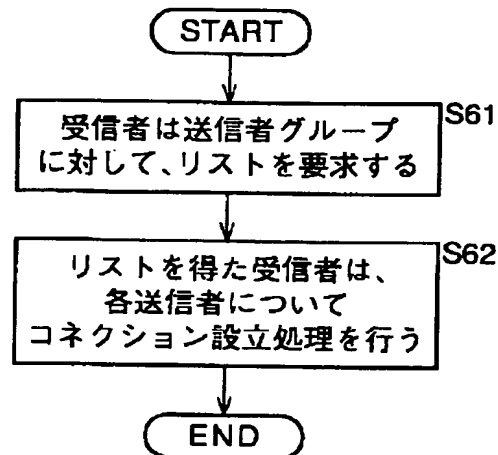 START
S61
受信者は送信者グループ
に対して、リストを要求する
S62
リストを得た受信者は、
各送信者について
コネクション設立処理を行う
END